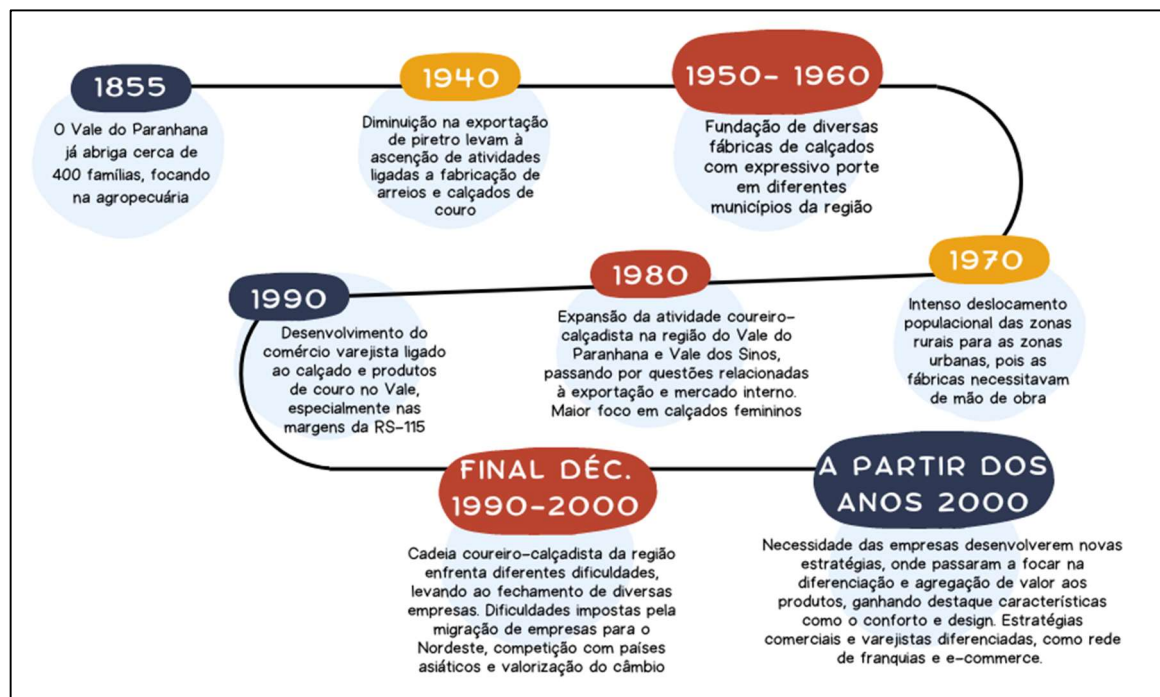 1855
O Vale do Paranhana
já abriga cerca de
400 famílias, focando
na agropecuária
1940
Diminuição na exportação
de piretro levam à
ascenção de atividades
ligadas a fabricação de
arreios e calçados de
couro
1950- 1960
Fundação de diversas
fábricas de calçados
com expressivo porte
em diferentes
municípios da região
1970
Intenso deslocamento
populacional das zonas
rurais para as zonas
urbanas, pois as
fábricas necessitavam
de mão de obra
1980
Expansão da atividade coureiro-
calçadista na região do Vale do
Paranhana e Vale dos Sinos,
passando por questões relacionadas
à exportação e mercado interno.
Maior foco em calçados femininos
1990
Desenvolvimento do
comércio varejista ligado
ao calçado e produtos
de couro no Vale,
especialmente nas
margens da RS-115
FINAL DÉC.
1990-2000
Cadeia coureiro-calçadista da região
enfrenta diferentes dificuldades,
levando ao fechamento de diversas
empresas. Dificuldades impostas pela
migração de empresas para o
Nordeste, competição com países
asiáticos e valorização do câmbio
A PARTIR DOS
ANOS 2000
Necessidade das empresas desenvolverem novas
estratégias, onde passaram a focar na
diferenciação e agregação de valor aos
produtos, ganhando destaque características
como o conforto e design. Estratégias
comerciais e varejistas diferenciadas, como rede
de franquias e e-commerce.